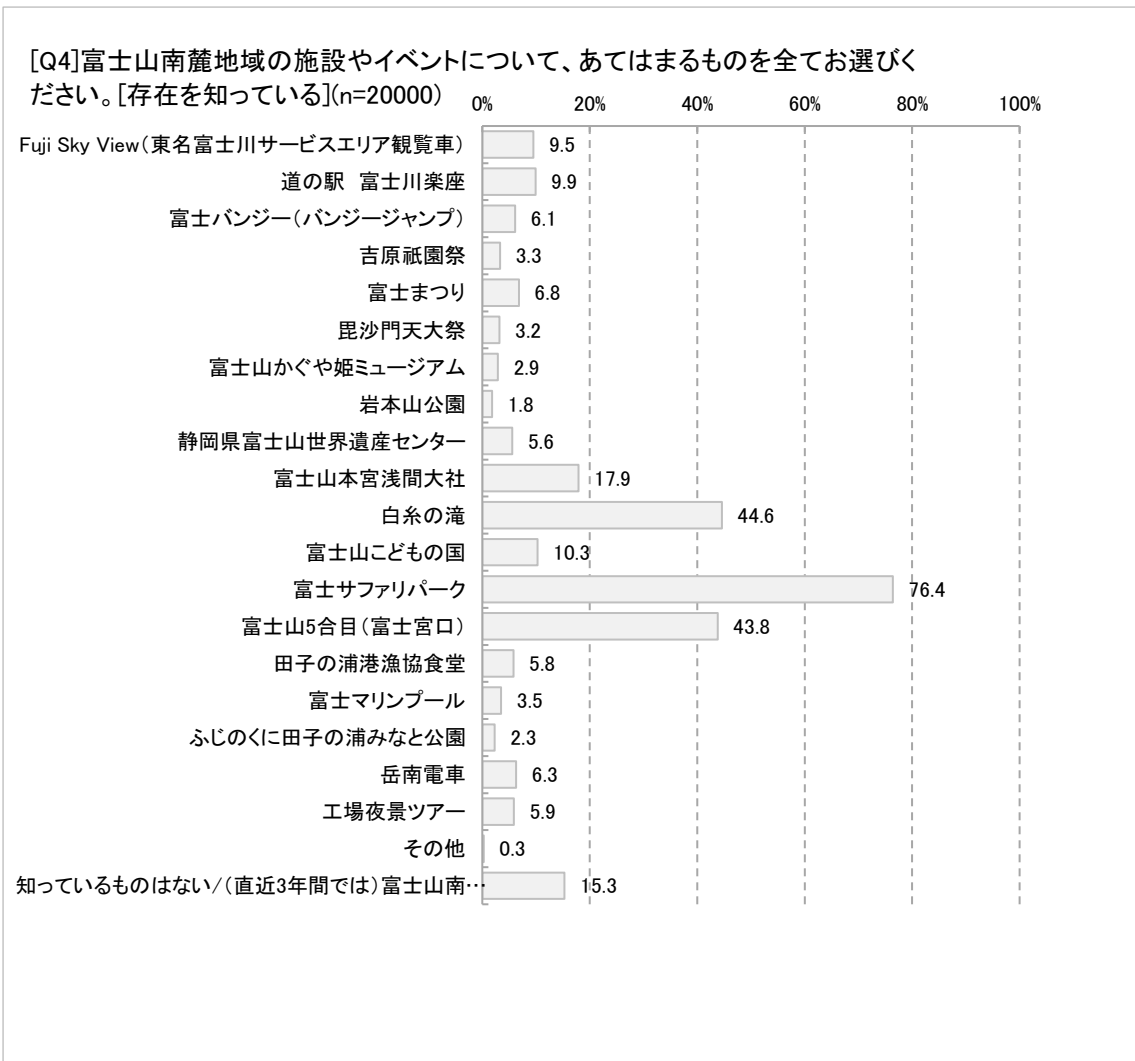 [Q4]富士山南麓地域の施設やイベントについて、あてはまるものを全てお選びく
ださい。[存在を知っている](n=20000)
0% 20% 40% 60% 80% 100%
Fuji Sky View(東名富士川サービスエリア観覧車) 9.5
道の駅 富士川楽座 9.9
富士バンジー(バンジージャンプ) 6.1
吉原祇園祭 3.3
富士まつり 6.8
毘沙門天大祭 3.2
富士山かぐや姫ミュージアム 2.9
岩本山公園 1.8
静岡県富士山世界遺産センター 5.6
富士山本宮浅間大社 17.9
白糸の滝 44.6
富士山こどもの国 10.3
富士サファリパーク 76.4
富士山5合目(富士宮口) 43.8
田子の浦港漁協食堂 5.8
富士マリンプール 3.5
ふじのくに田子の浦みなと公園 2.3
岳南電車 6.3
工場夜景ツアー 5.9
その他 0.3
知っているものはない/(直近3年間では)富士山南… 15.3